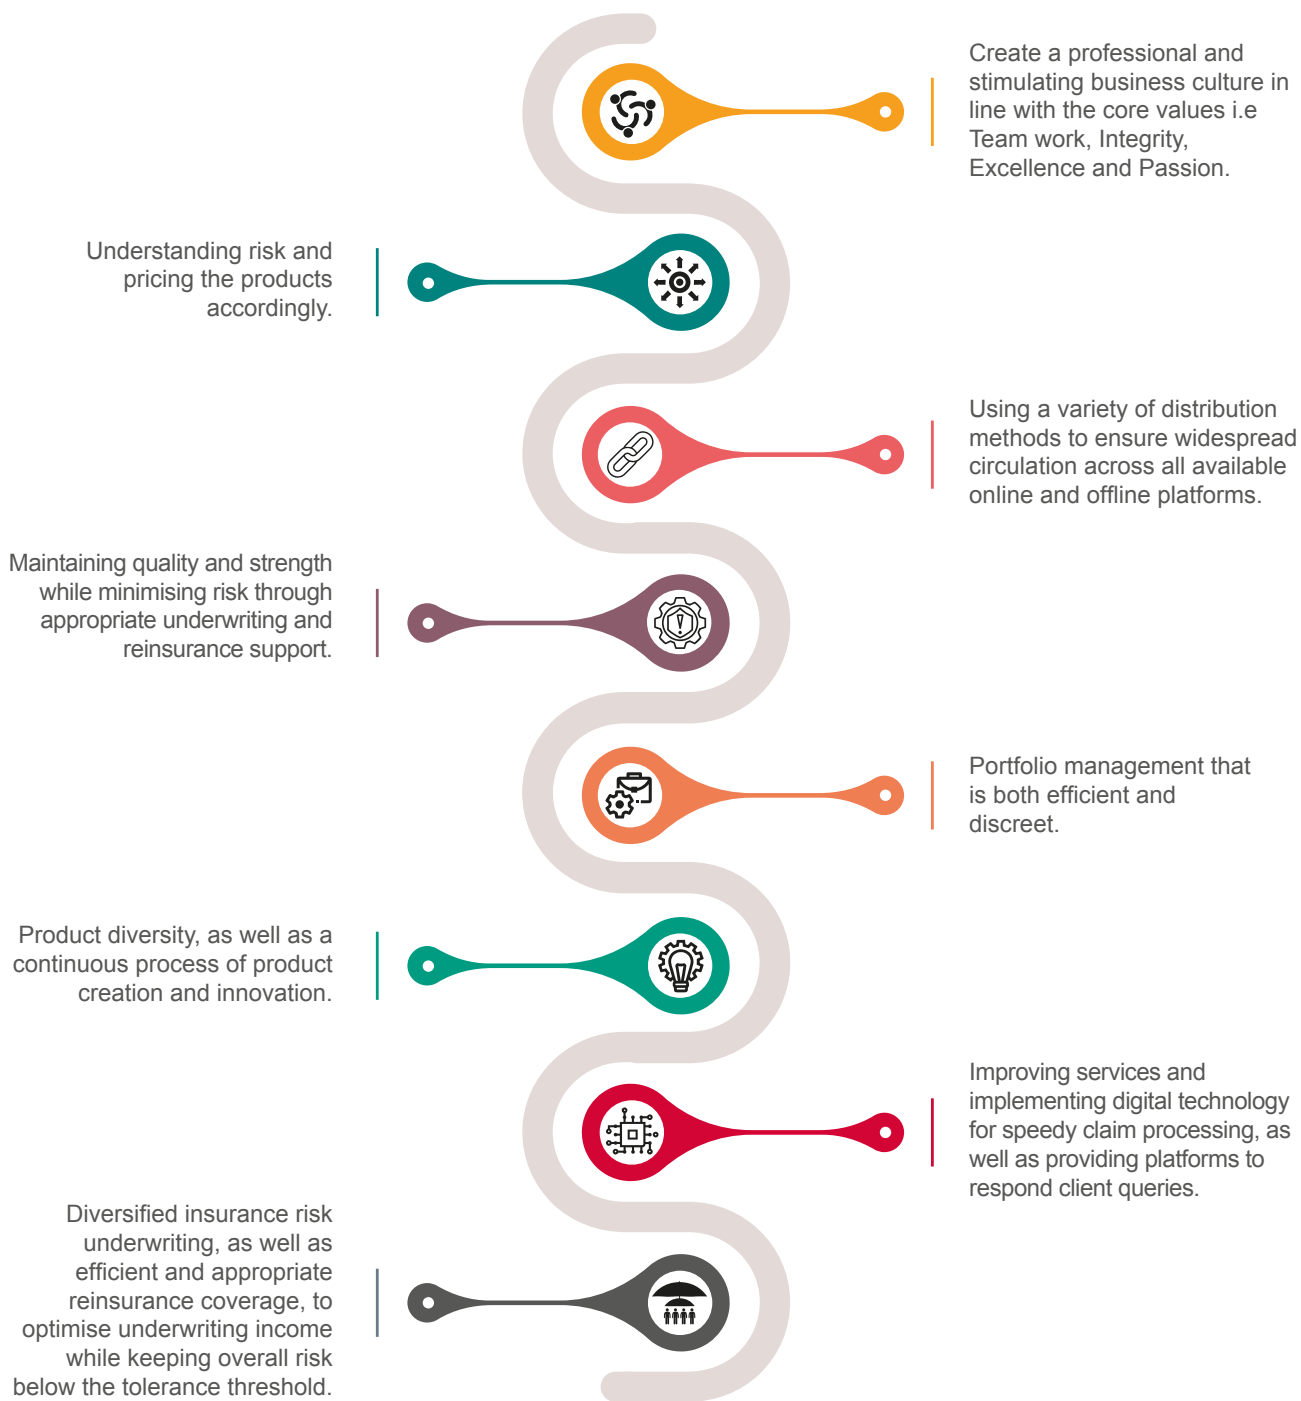 Create a professional and
stimulating business culture in
line with the core values i.e
Team work, Integrity,
Excellence and Passion.
Understanding risk and
pricing the products
accordingly.
Using a variety of distribution
methods to ensure widespread
circulation across all available
online and offline platforms.
Maintaining quality and strength
while minimising risk through
appropriate underwriting and
reinsurance support.
Portfolio management that
is both efficient and
discreet.
Product diversity, as well as a
continuous process of product
creation and innovation.
Improving services and
implementing digital technology
for speedy claim processing, as
well as providing platforms to
respond client queries.
Diversified insurance risk
underwriting, as well as
efficient and appropriate
reinsurance coverage, to
optimise underwriting income
while keeping overall risk
below the tolerance threshold.